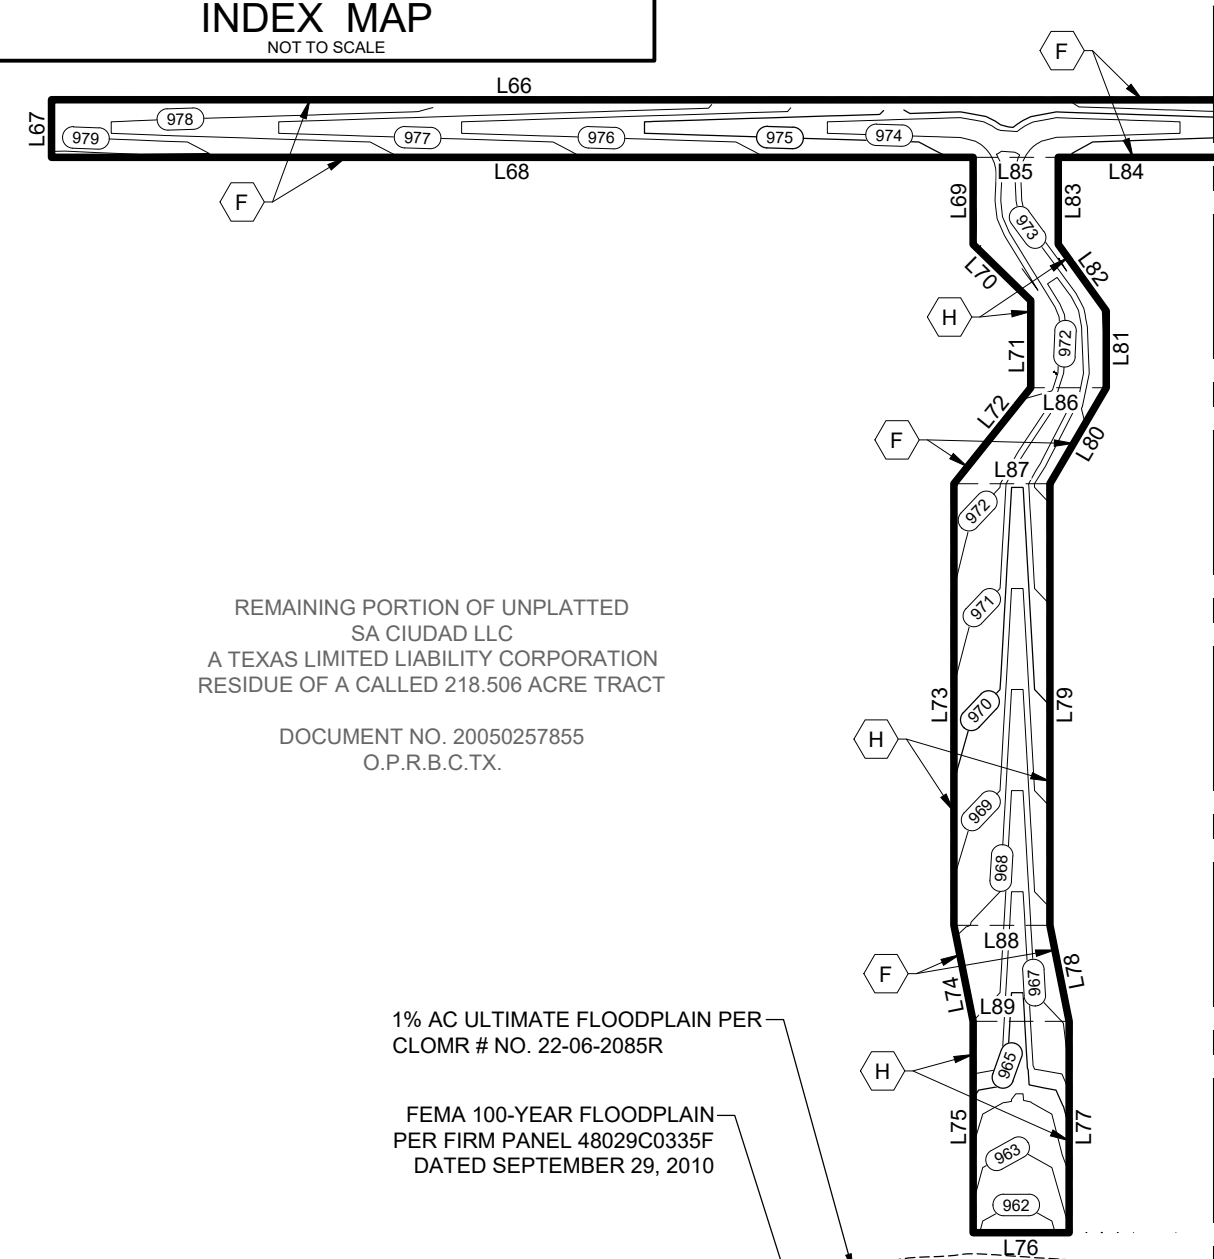 INDEX MAP
NOT TO SCALE
F
L66
L67
978
979
977
976
975
974
L68
L85
L84
F
L69
L83
973
L70
L82
H
972
L71
L81
L72
L86
F
L80
L87
972
REMAINING PORTION OF UNPLATTED
SA CIUDAD LLC
A TEXAS LIMITED LIABILITY CORPORATION
RESIDUE OF A CALLED 218.506 ACRE TRACT
DOCUMENT NO. 20050257855
O.P.R.B.C.TX.
971
970
L73
L79
H
969
968
L88
F
L74
967
L78
L89
1% AC ULTIMATE FLOODPLAIN PER
CLOMR # NO. 22-06-2085R
965
H
FEMA 100-YEAR FLOODPLAIN
PER FIRM PANEL 48029C0335F
DATED SEPTEMBER 29, 2010
L75
L77
963
962
L76